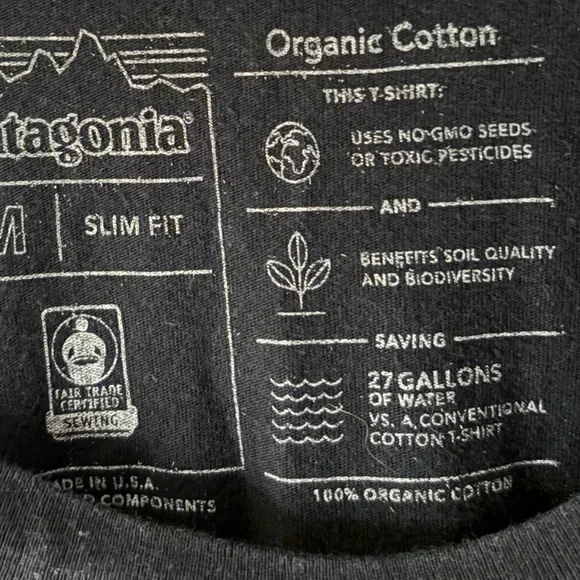 tagonia®
M | SLIM FIT
FAIR TRADE
CERTIFIED
SEWING
ADE IN U.S.A.
COMPONENTS
Organic Cotton
THIS T-SHIRT:
USES NO GMO SEEDS
OR TOXIC PESTICIDES
AND
BENEFITS SOIL QUALITY
AND BIODIVERSITY
SAVING
27 GALLONS
OF WATER
VS. A CONVENTIONAL
COTTON T-SHIRT
100% ORGANIC COTTON